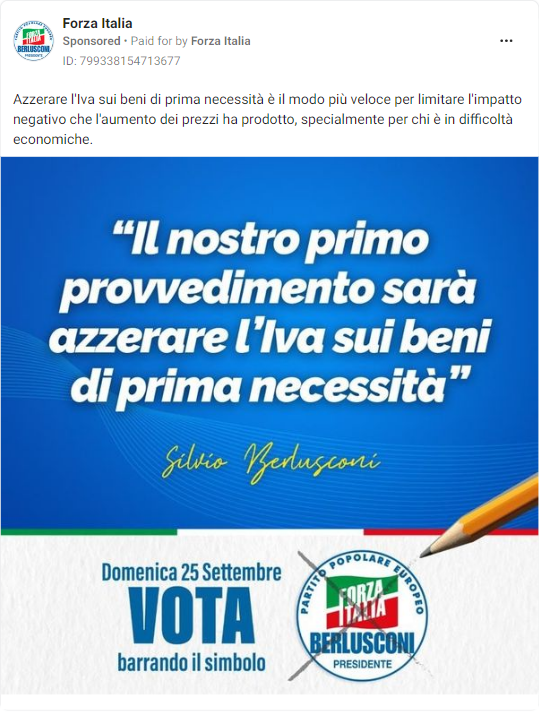 Forza Italia
Sponsored • Paid for by Forza Italia
ID: 799338154713677
Azzerare l'Iva sui beni di prima necessità è il modo più veloce per limitare l'impatto
negativo che l'aumento dei prezzi ha prodotto, specialmente per chi è in difficoltà
economiche.
“Il nostro primo
provvedimento sarà
azzerare l’Iva sui beni
di prima necessità”
Silvio Berlusconi
Domenica 25 Settembre
VOTA
barrando il simbolo
PARTITO POPOLARE EUROPEO
FORZA
ITALIA
BERLUSCONI
PRESIDENTE